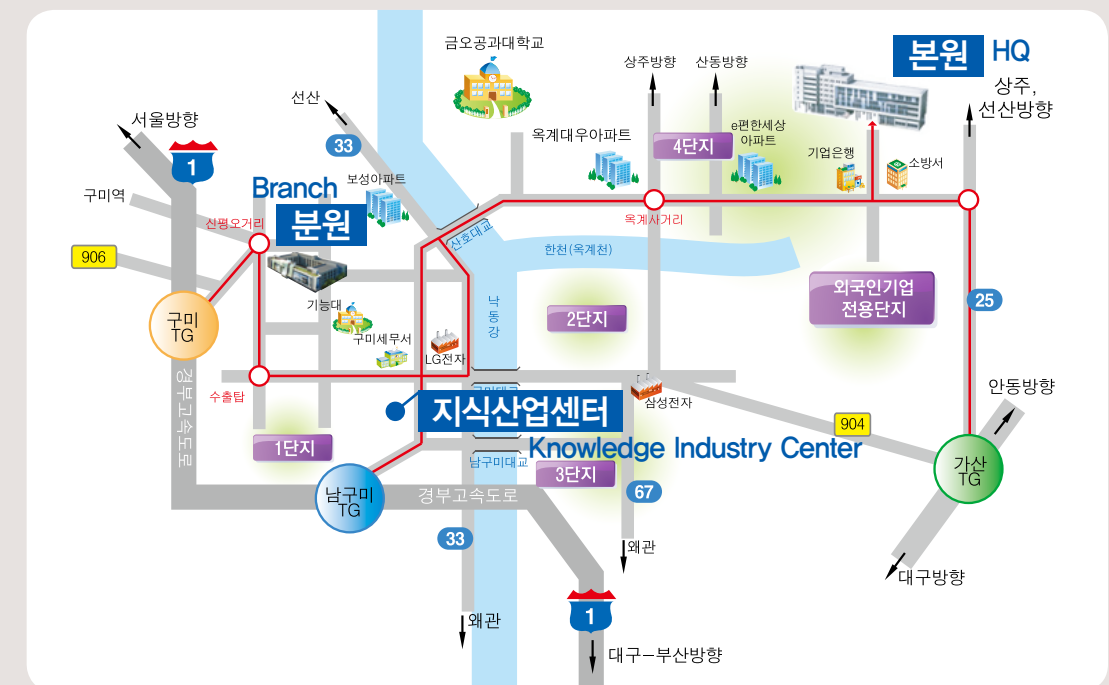 금오공과대학교
본원 HQ
상주방향
산동방향
상주,
선산방향
선산
서울방향
33
1
옥계대우아파트
4단지
e편한세상
아파트
기업은행
소방서
Branch
보성아파트
구미역
분원
신평오거리
옥계사거리
산호대교
한천(옥계천)
906
외국인기업
전용단지
25
구미
TG
기능대
구미세무서
LG전자
낙동강
2단지
수출탑
구미대교
삼성전자
경부고속도로
지식산업센터
안동방향
904
1단지
Knowledge Industry Center
남구미대교
3단지
가산
TG
남구미
TG
경부고속도로
67
33
왜관
대구방향
1
왜관
대구–부산방향